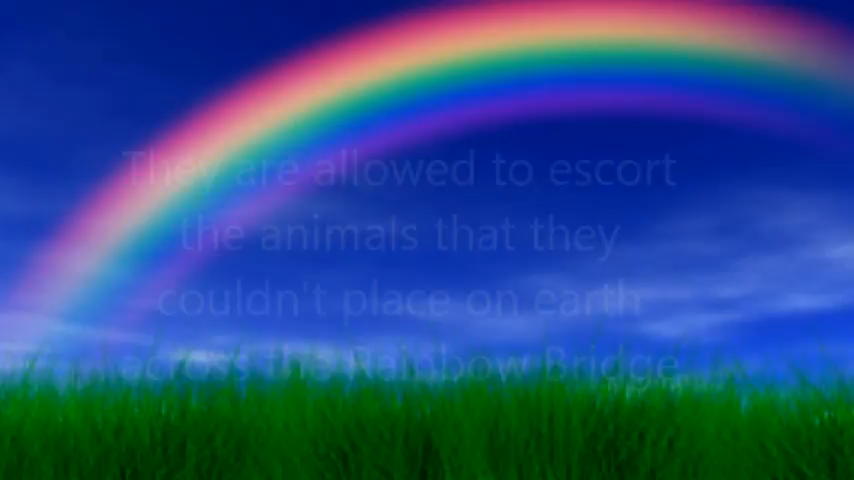 They are allowed to escort
the animals that they
couldn't place on earth
across the Rainbow Bridge.